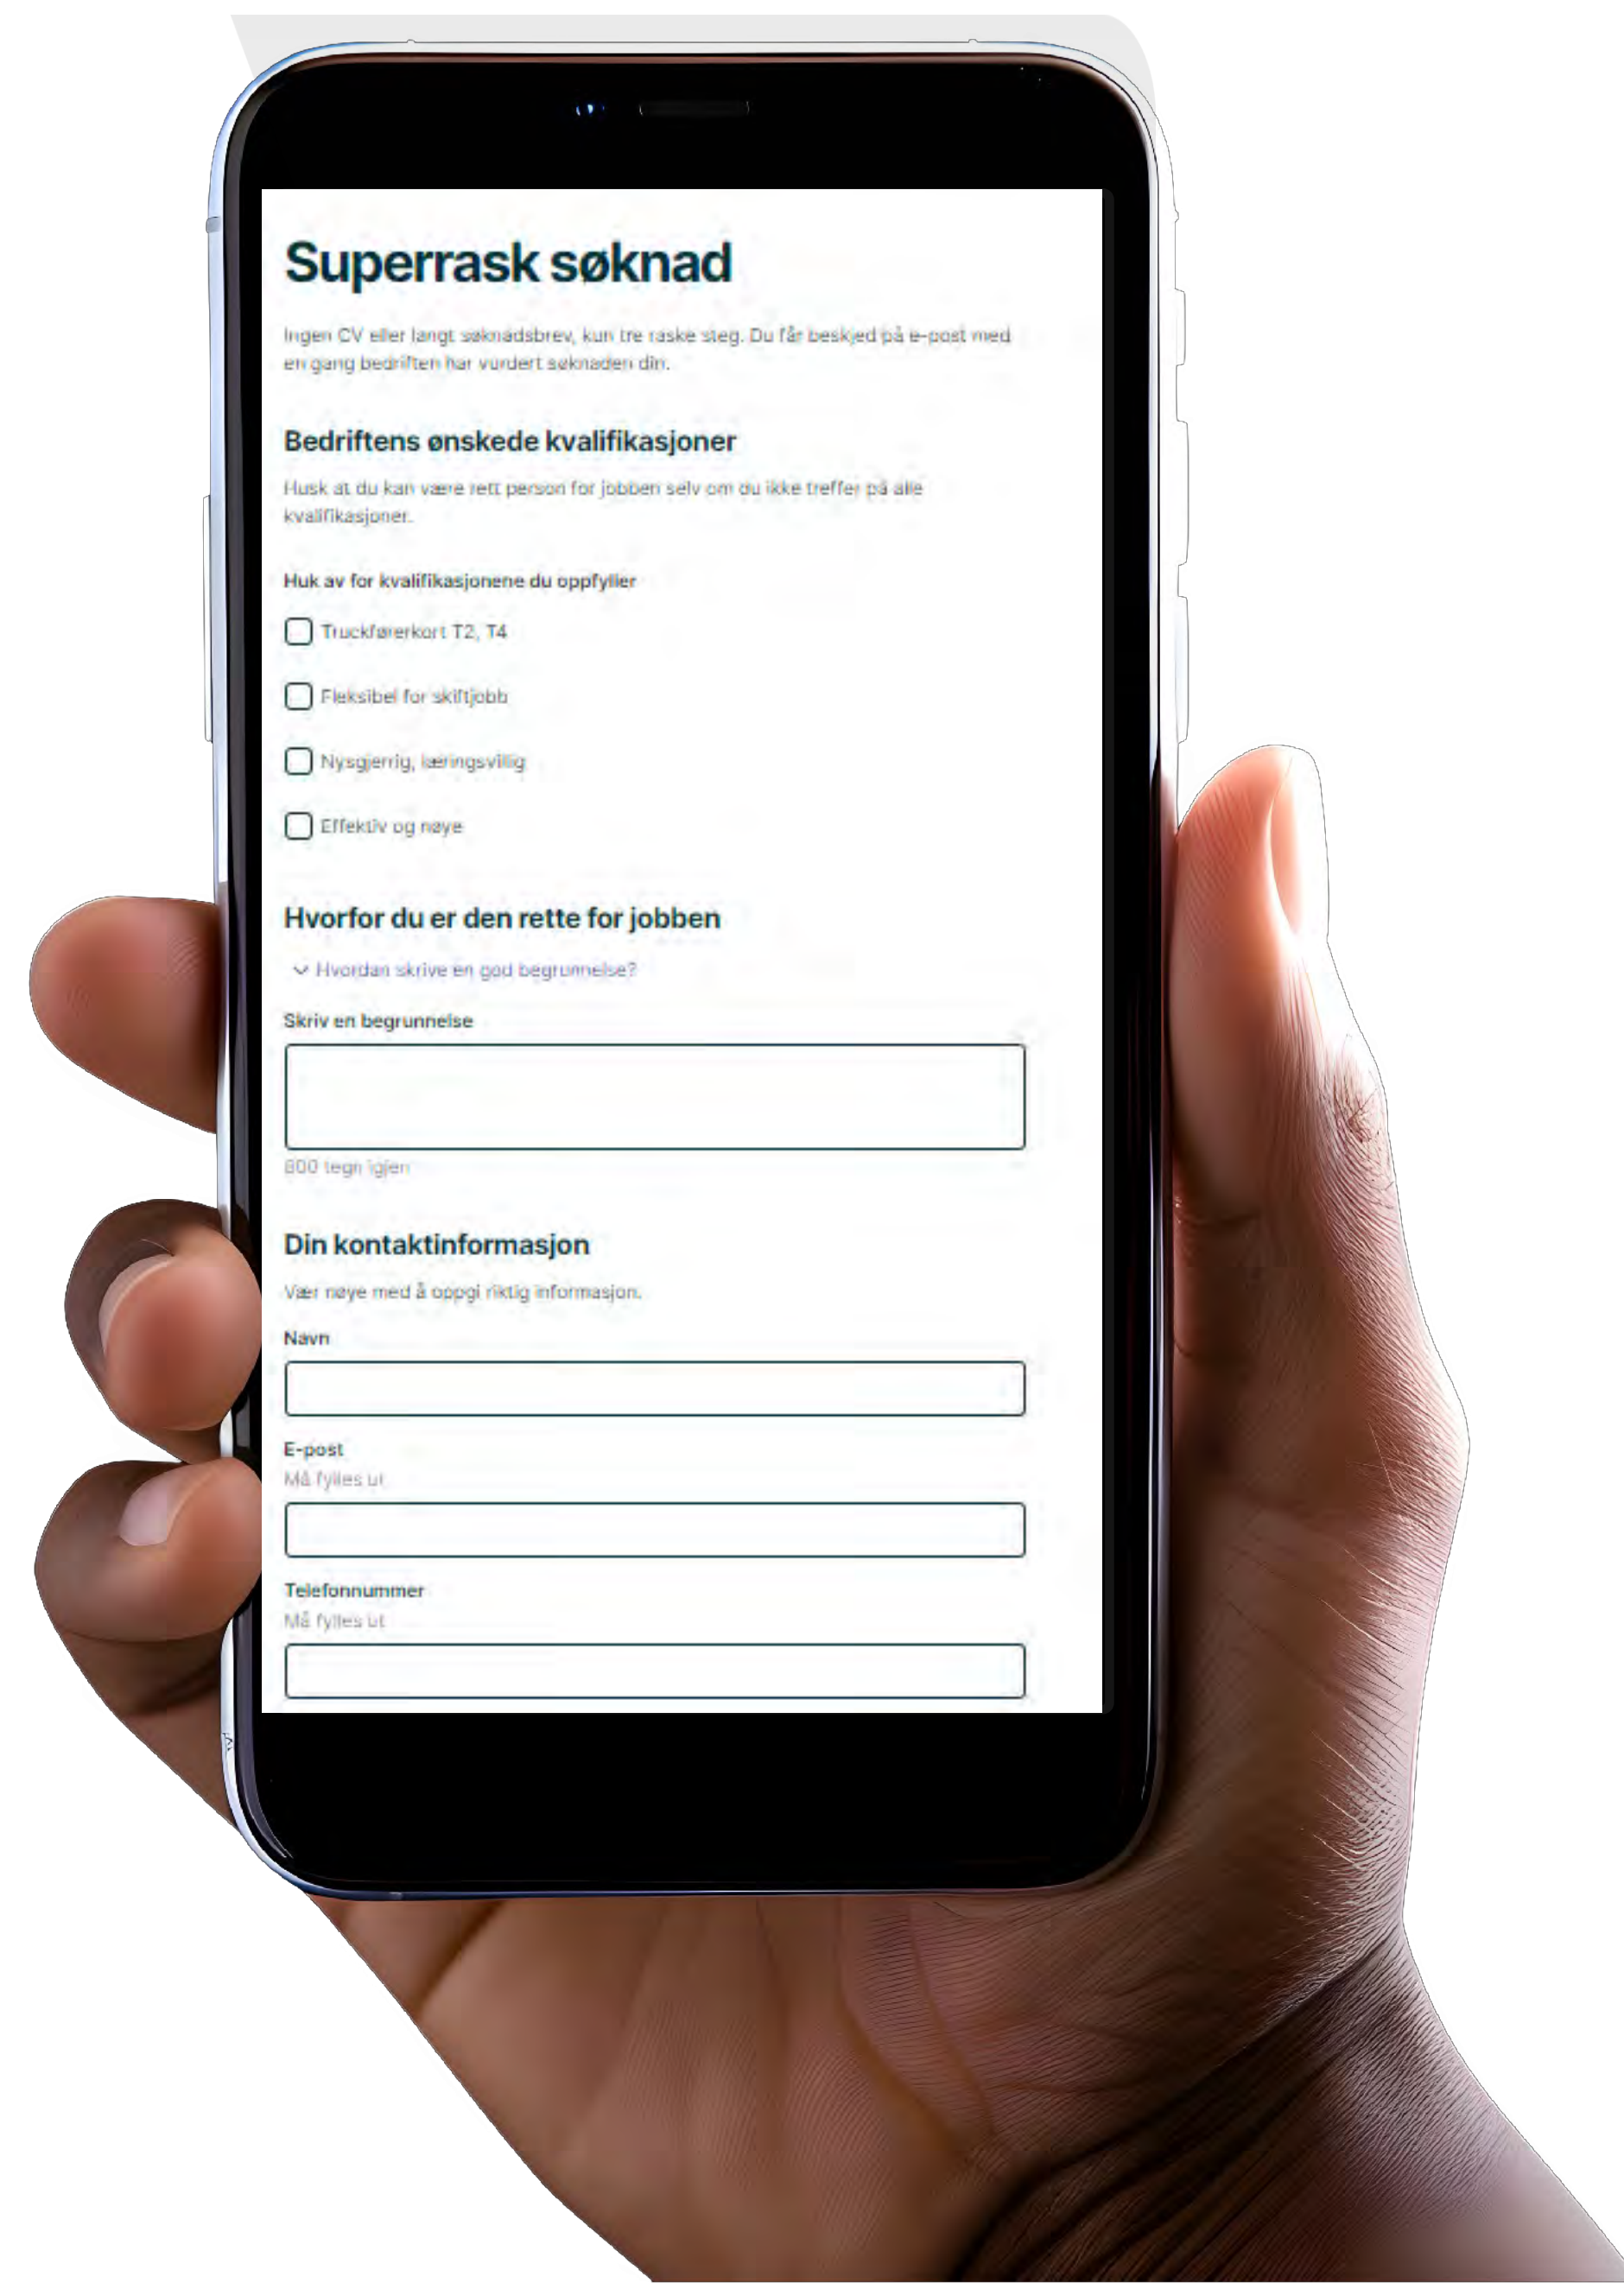 Superrask søknad
Ingen CV eller langt søknadsbrev, kun tre raske steg. Du får beskjed på e-post med
en gang bedriften har vurdert søknaden din.
Bedriftens ønskede kvalifikasjoner
Husk at du kan være rett person for jobben selv om du ikke treffer på alle
kvalifikasjoner.
Huk av for kvalifikasjonene du oppfyller
Truckførerkort T2, T4
Fleksibel for skiftjobb
Nysgjerrig, læringsvillig
Effektiv og nøye
Hvorfor du er den rette for jobben
Hvordan skrive en god begrunnelse?
Skriv en begrunnelse
800 tegn igjen
Din kontaktinformasjon
Vær nøye med å oppgi riktig informasjon.
Navn
E-post
Må fylles ut
Telefonnummer
Må fylles ut